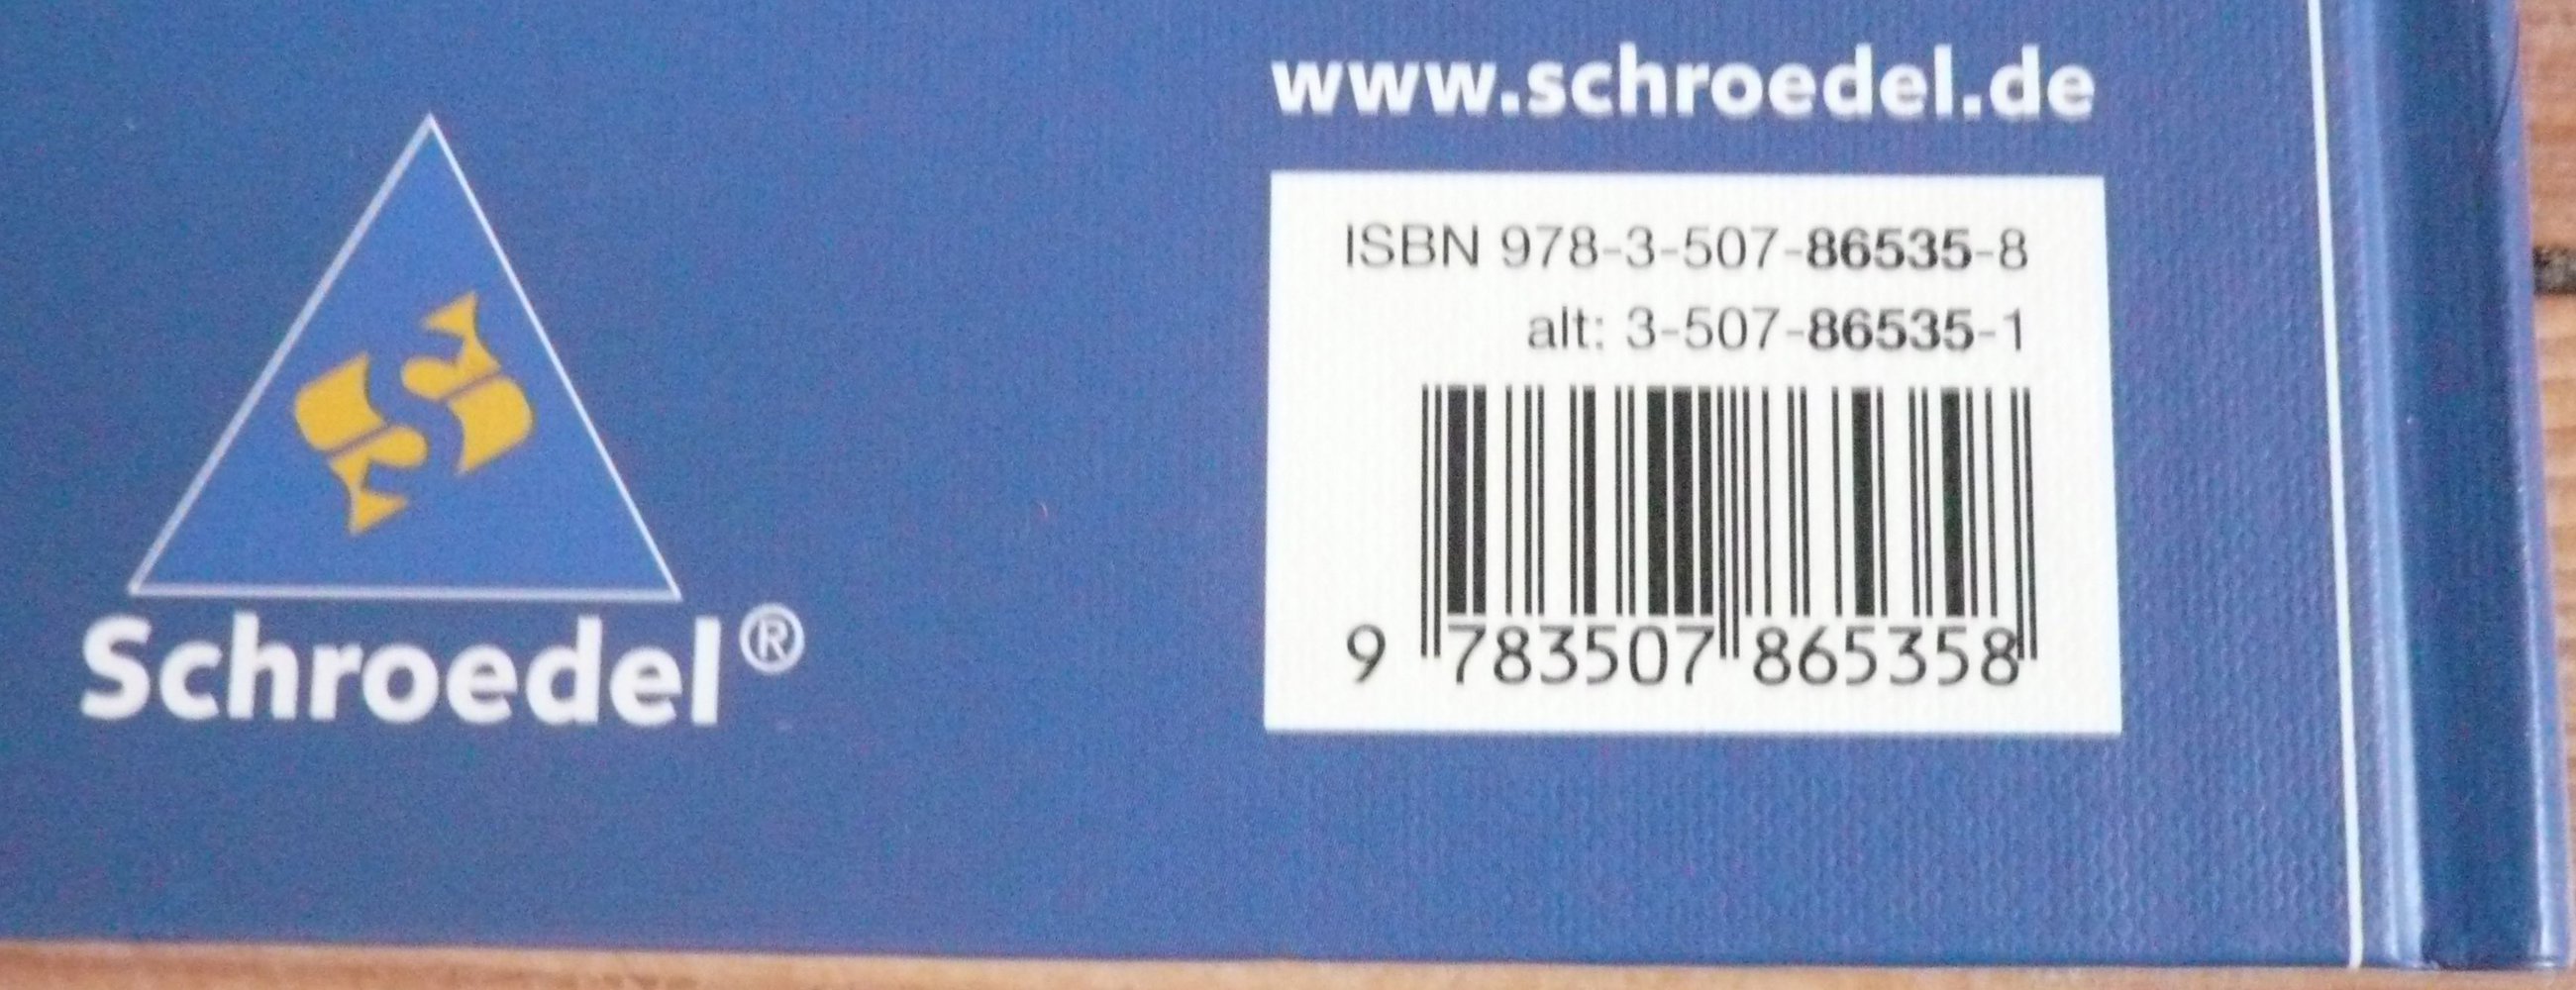 www.schroedel.de
ISBN 978-3-507-86535-8
alt: 3-507-86535-1
9 783507 865358
Schroedel®